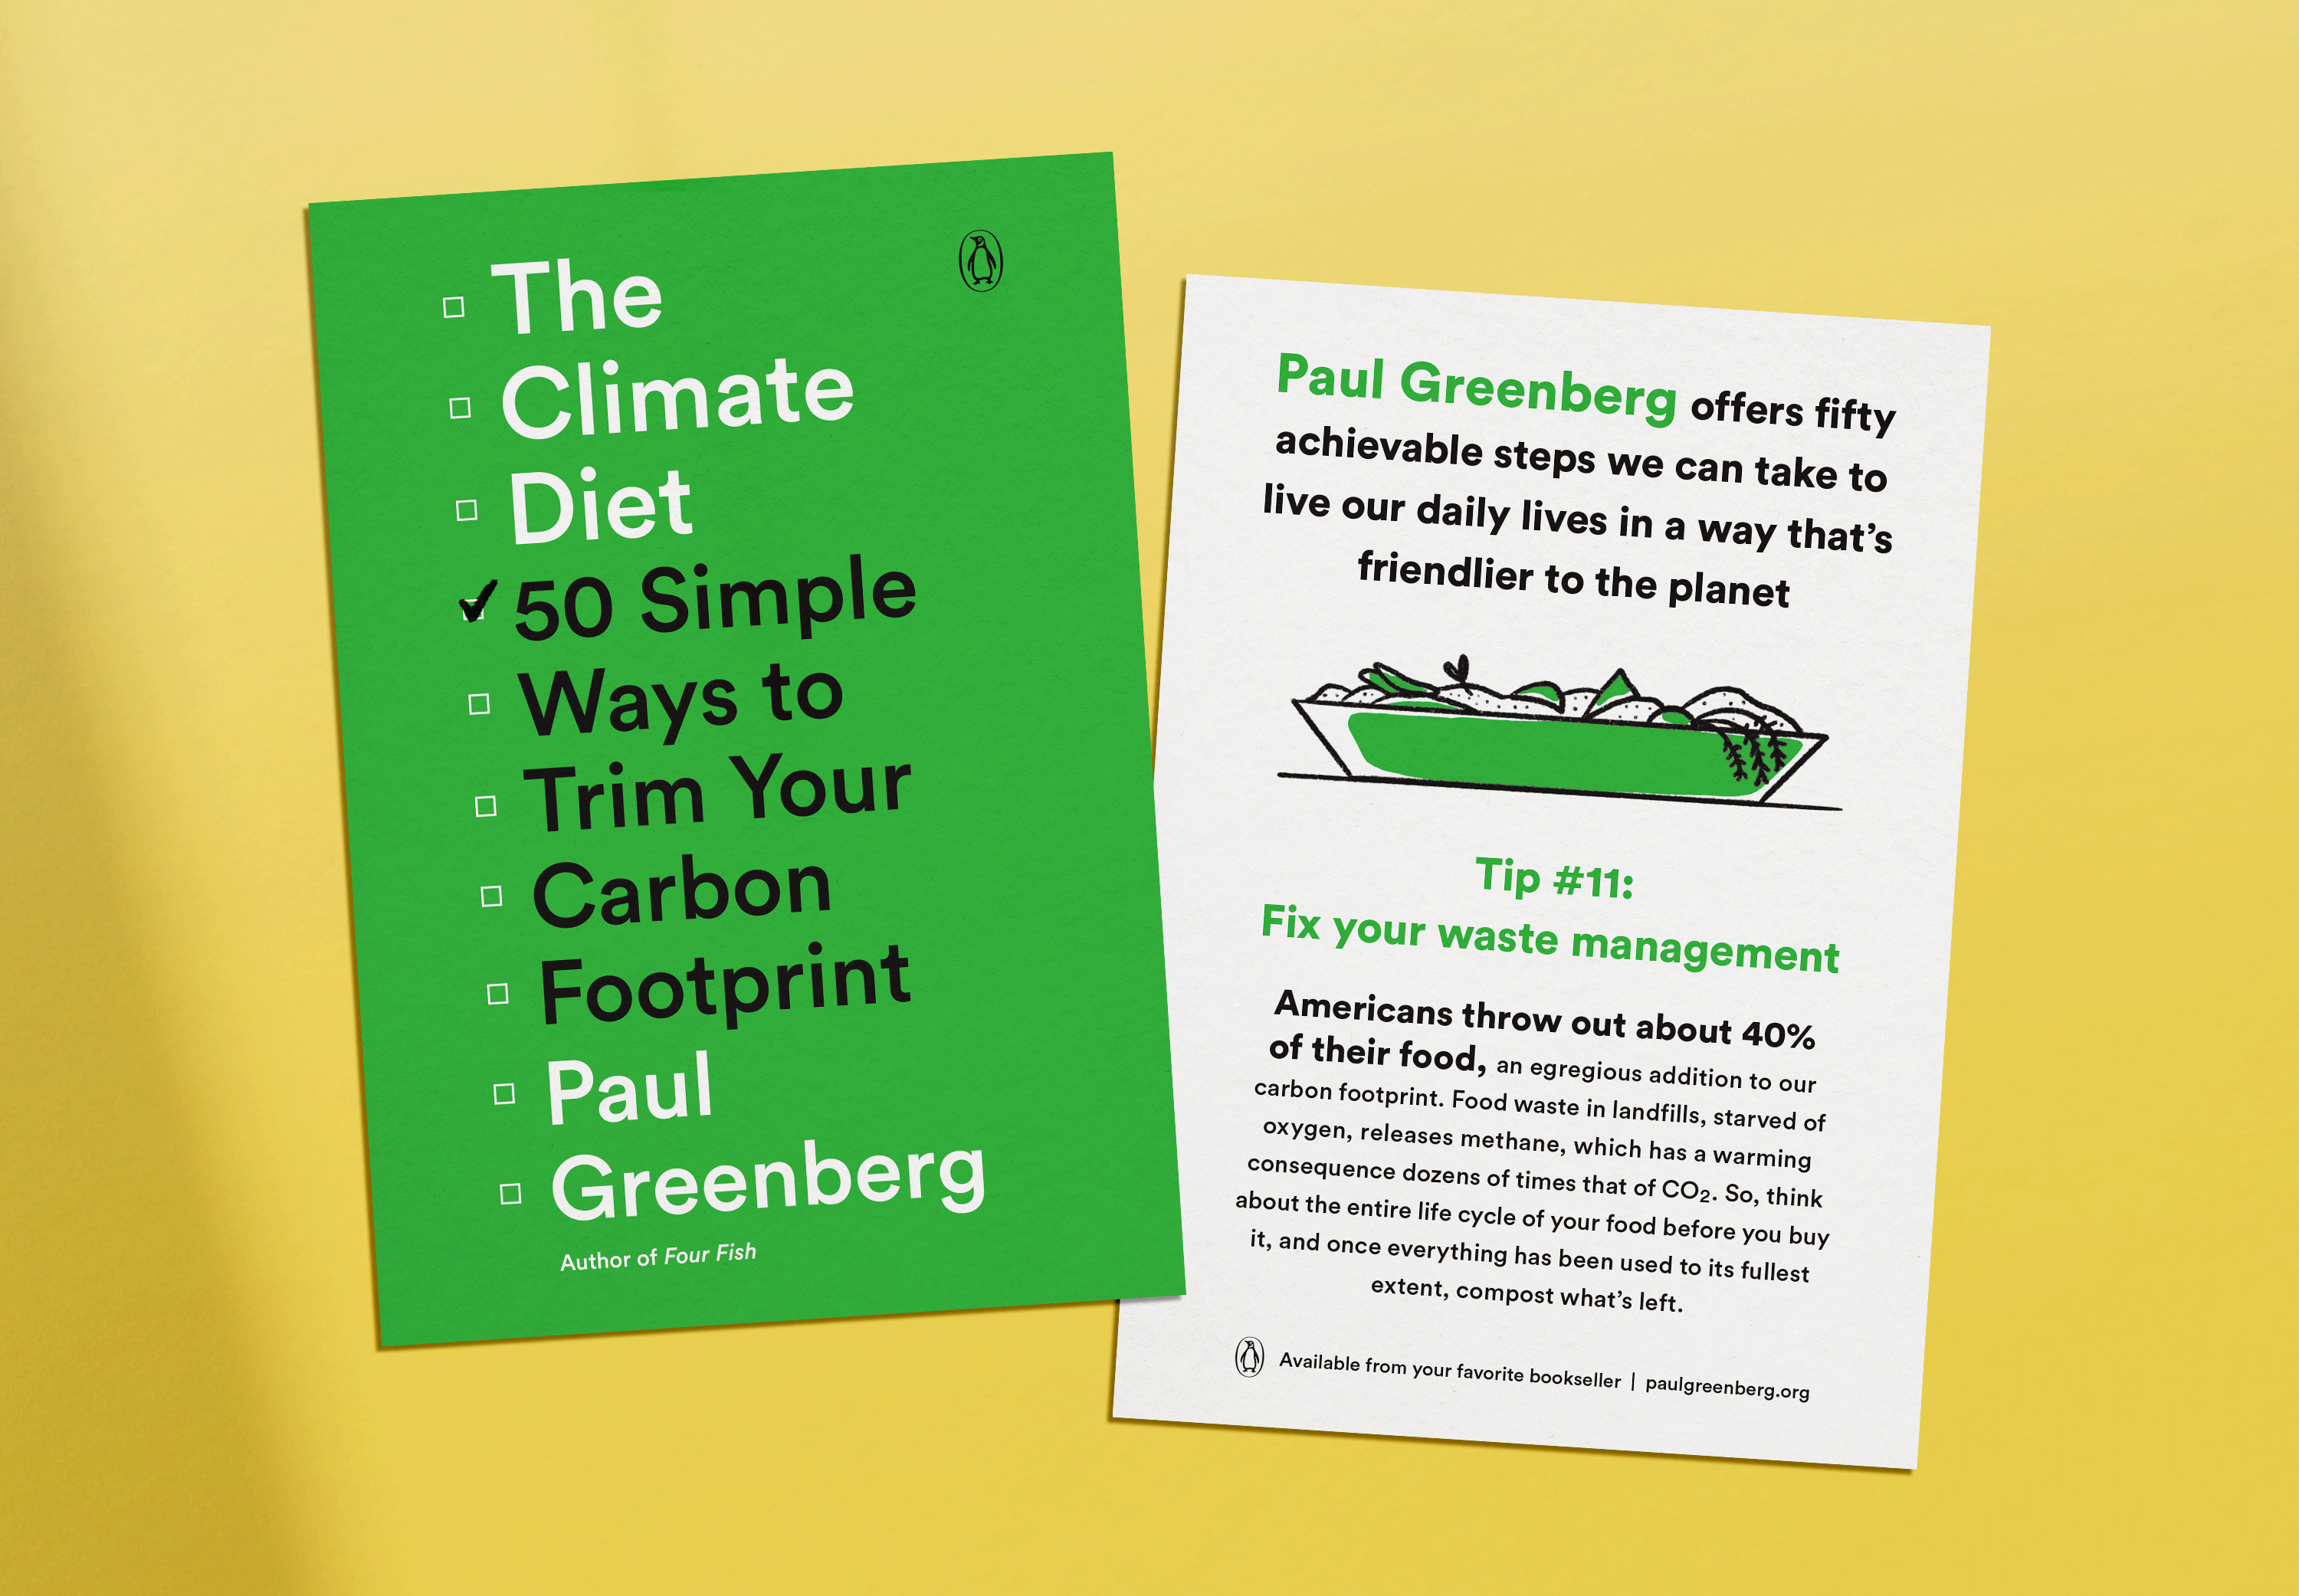 The
Climate
Diet
50 Simple
Ways to
Trim Your
Carbon
Footprint
Paul
Greenberg
Author of Four Fish
Paul Greenberg offers fifty
achievable steps we can take to
live our daily lives in a way that’s
friendlier to the planet
Tip #11:
Fix your waste management
Americans throw out about 40%
of their food, an egregious addition to our
carbon footprint. Food waste in landfills, starved of
oxygen, releases methane, which has a warming
consequence dozens of times that of CO₂. So, think
about the entire life cycle of your food before you buy
it, and once everything has been used to its fullest
extent, compost what’s left.
Available from your favorite bookseller | paulgreenberg.org